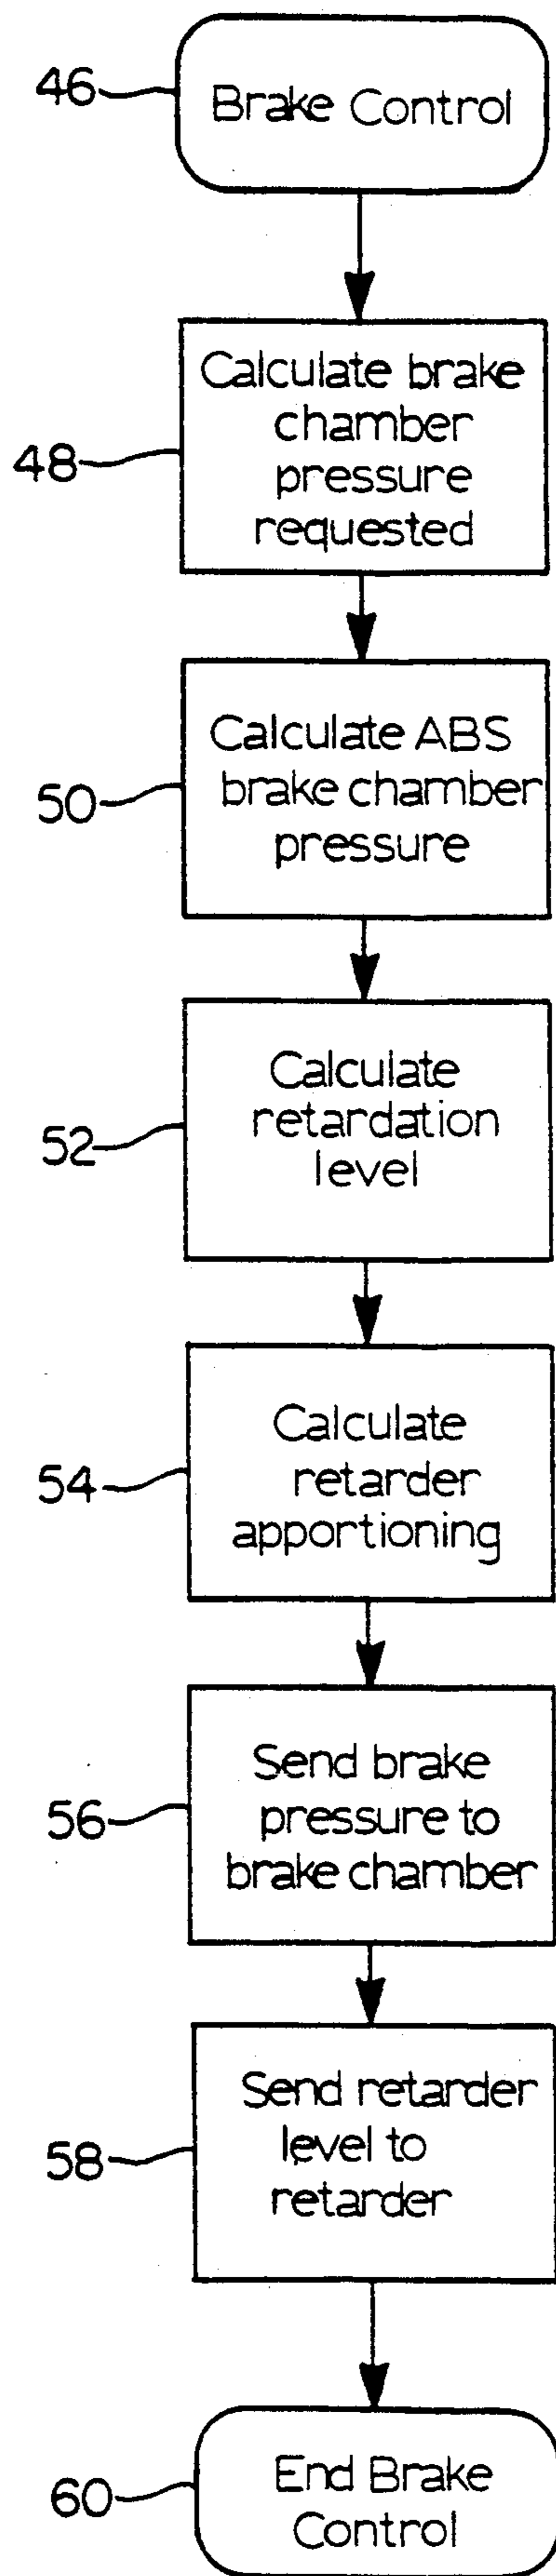 46
Brake Control
Calculate brake
chamber
pressure
requested
48
Calculate ABS
brake chamber
pressure
50
Calculate
retardation
level
52
Calculate
retarder
apportioning
54
Send brake
pressure to
brake chamber
56
Send retarder
level to
retarder
58
End Brake
Control
60